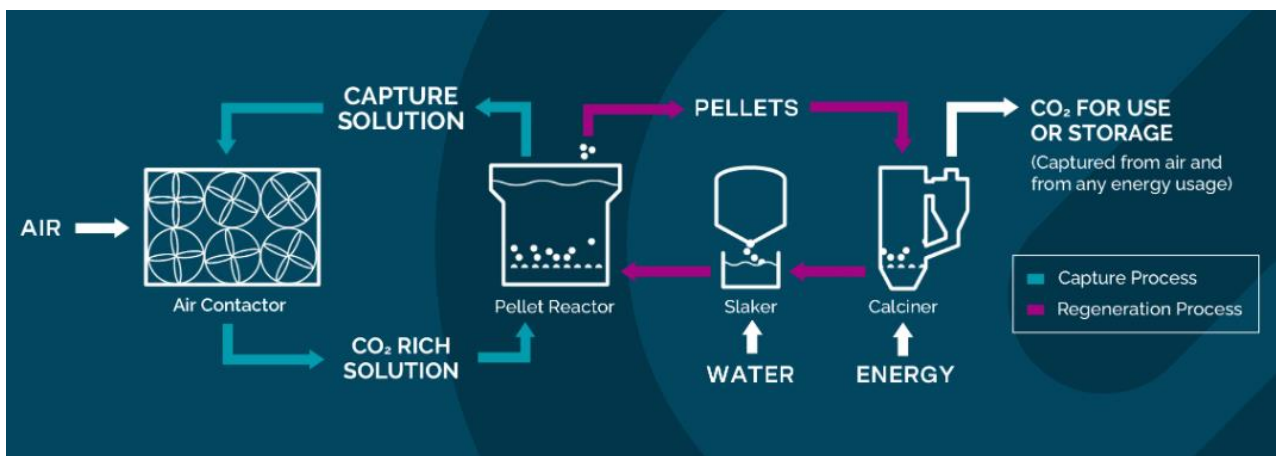 CAPTURE
SOLUTION
PELLETS
CO₂ FOR USE
OR STORAGE
(Captured from air and
from any energy usage)
AIR
Air Contactor
Pellet Reactor
Slaker
Calciner
Capture Process
Regeneration Process
CO₂ RICH
SOLUTION
WATER
ENERGY